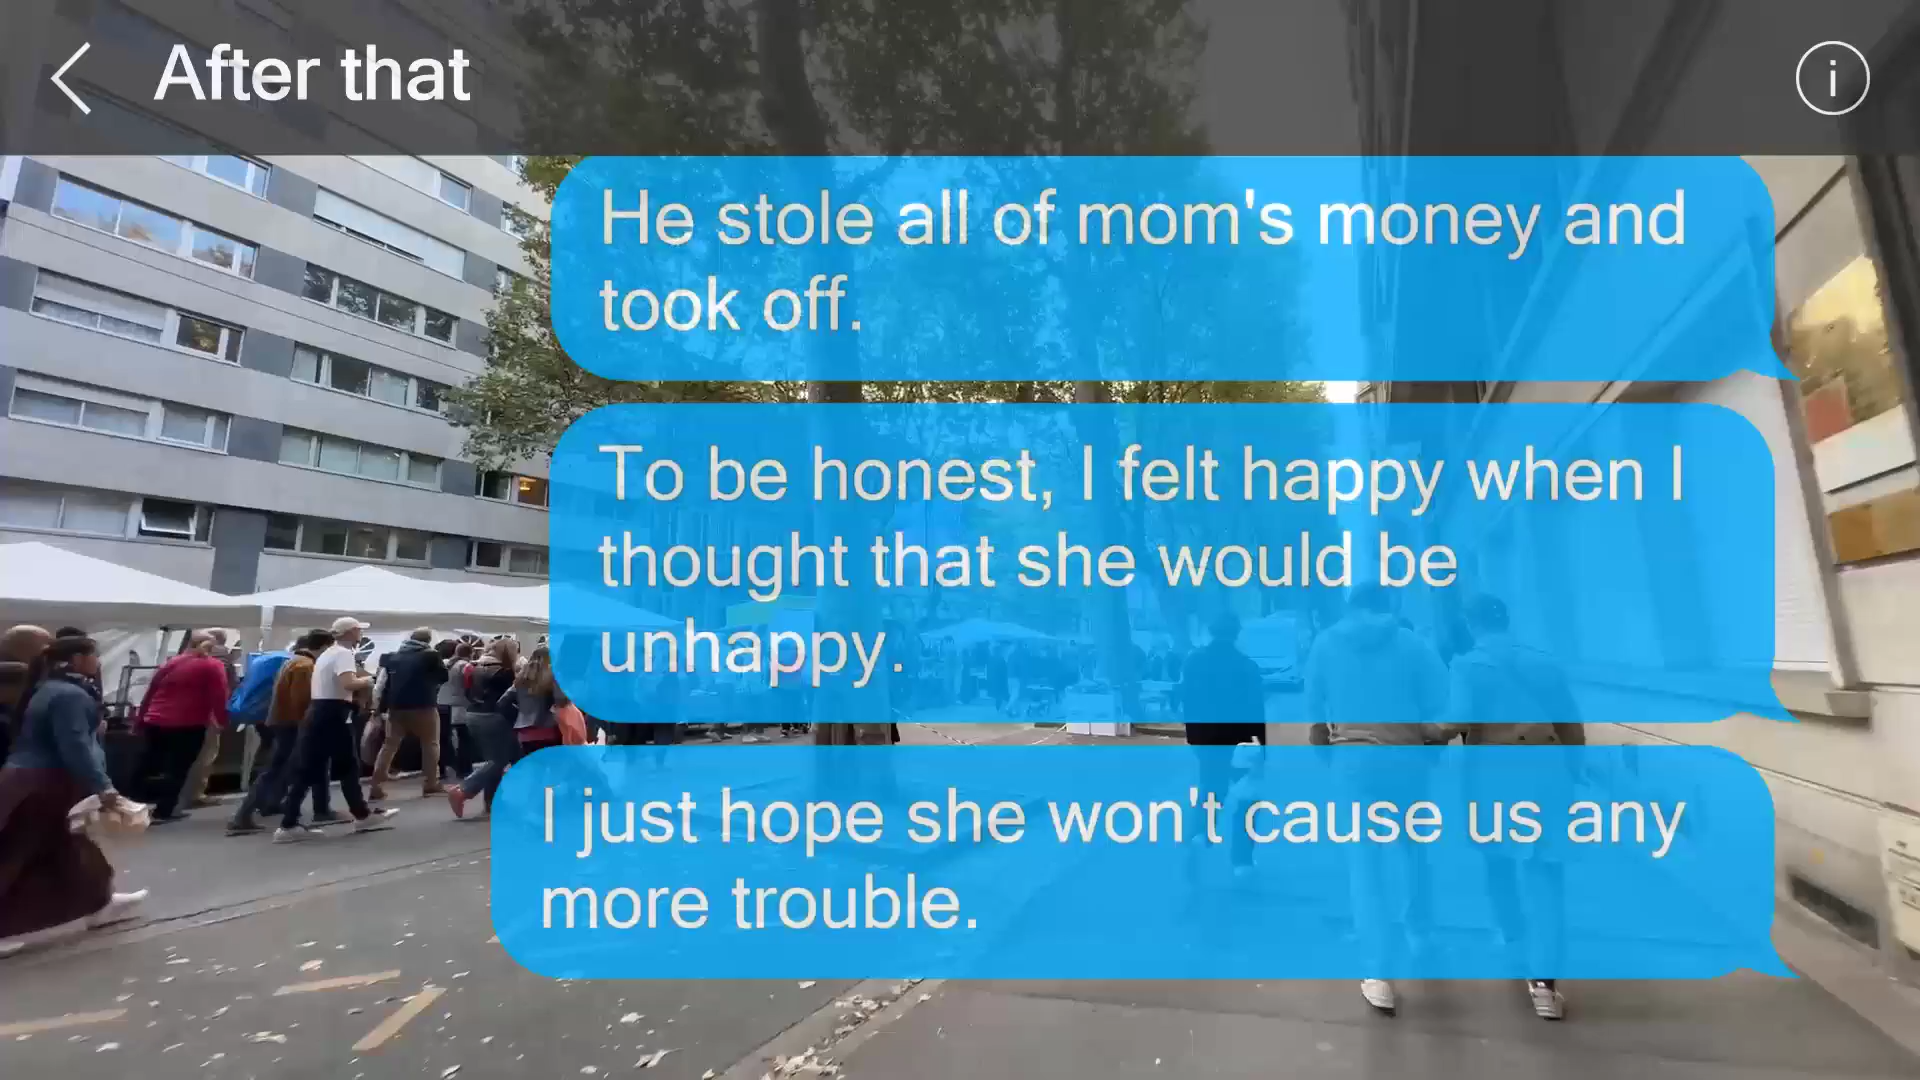 After that
He stole all of mom's money and
took off.
To be honest, I felt happy when I
thought that she would be
unhappy.
I just hope she won't cause us any
more trouble.